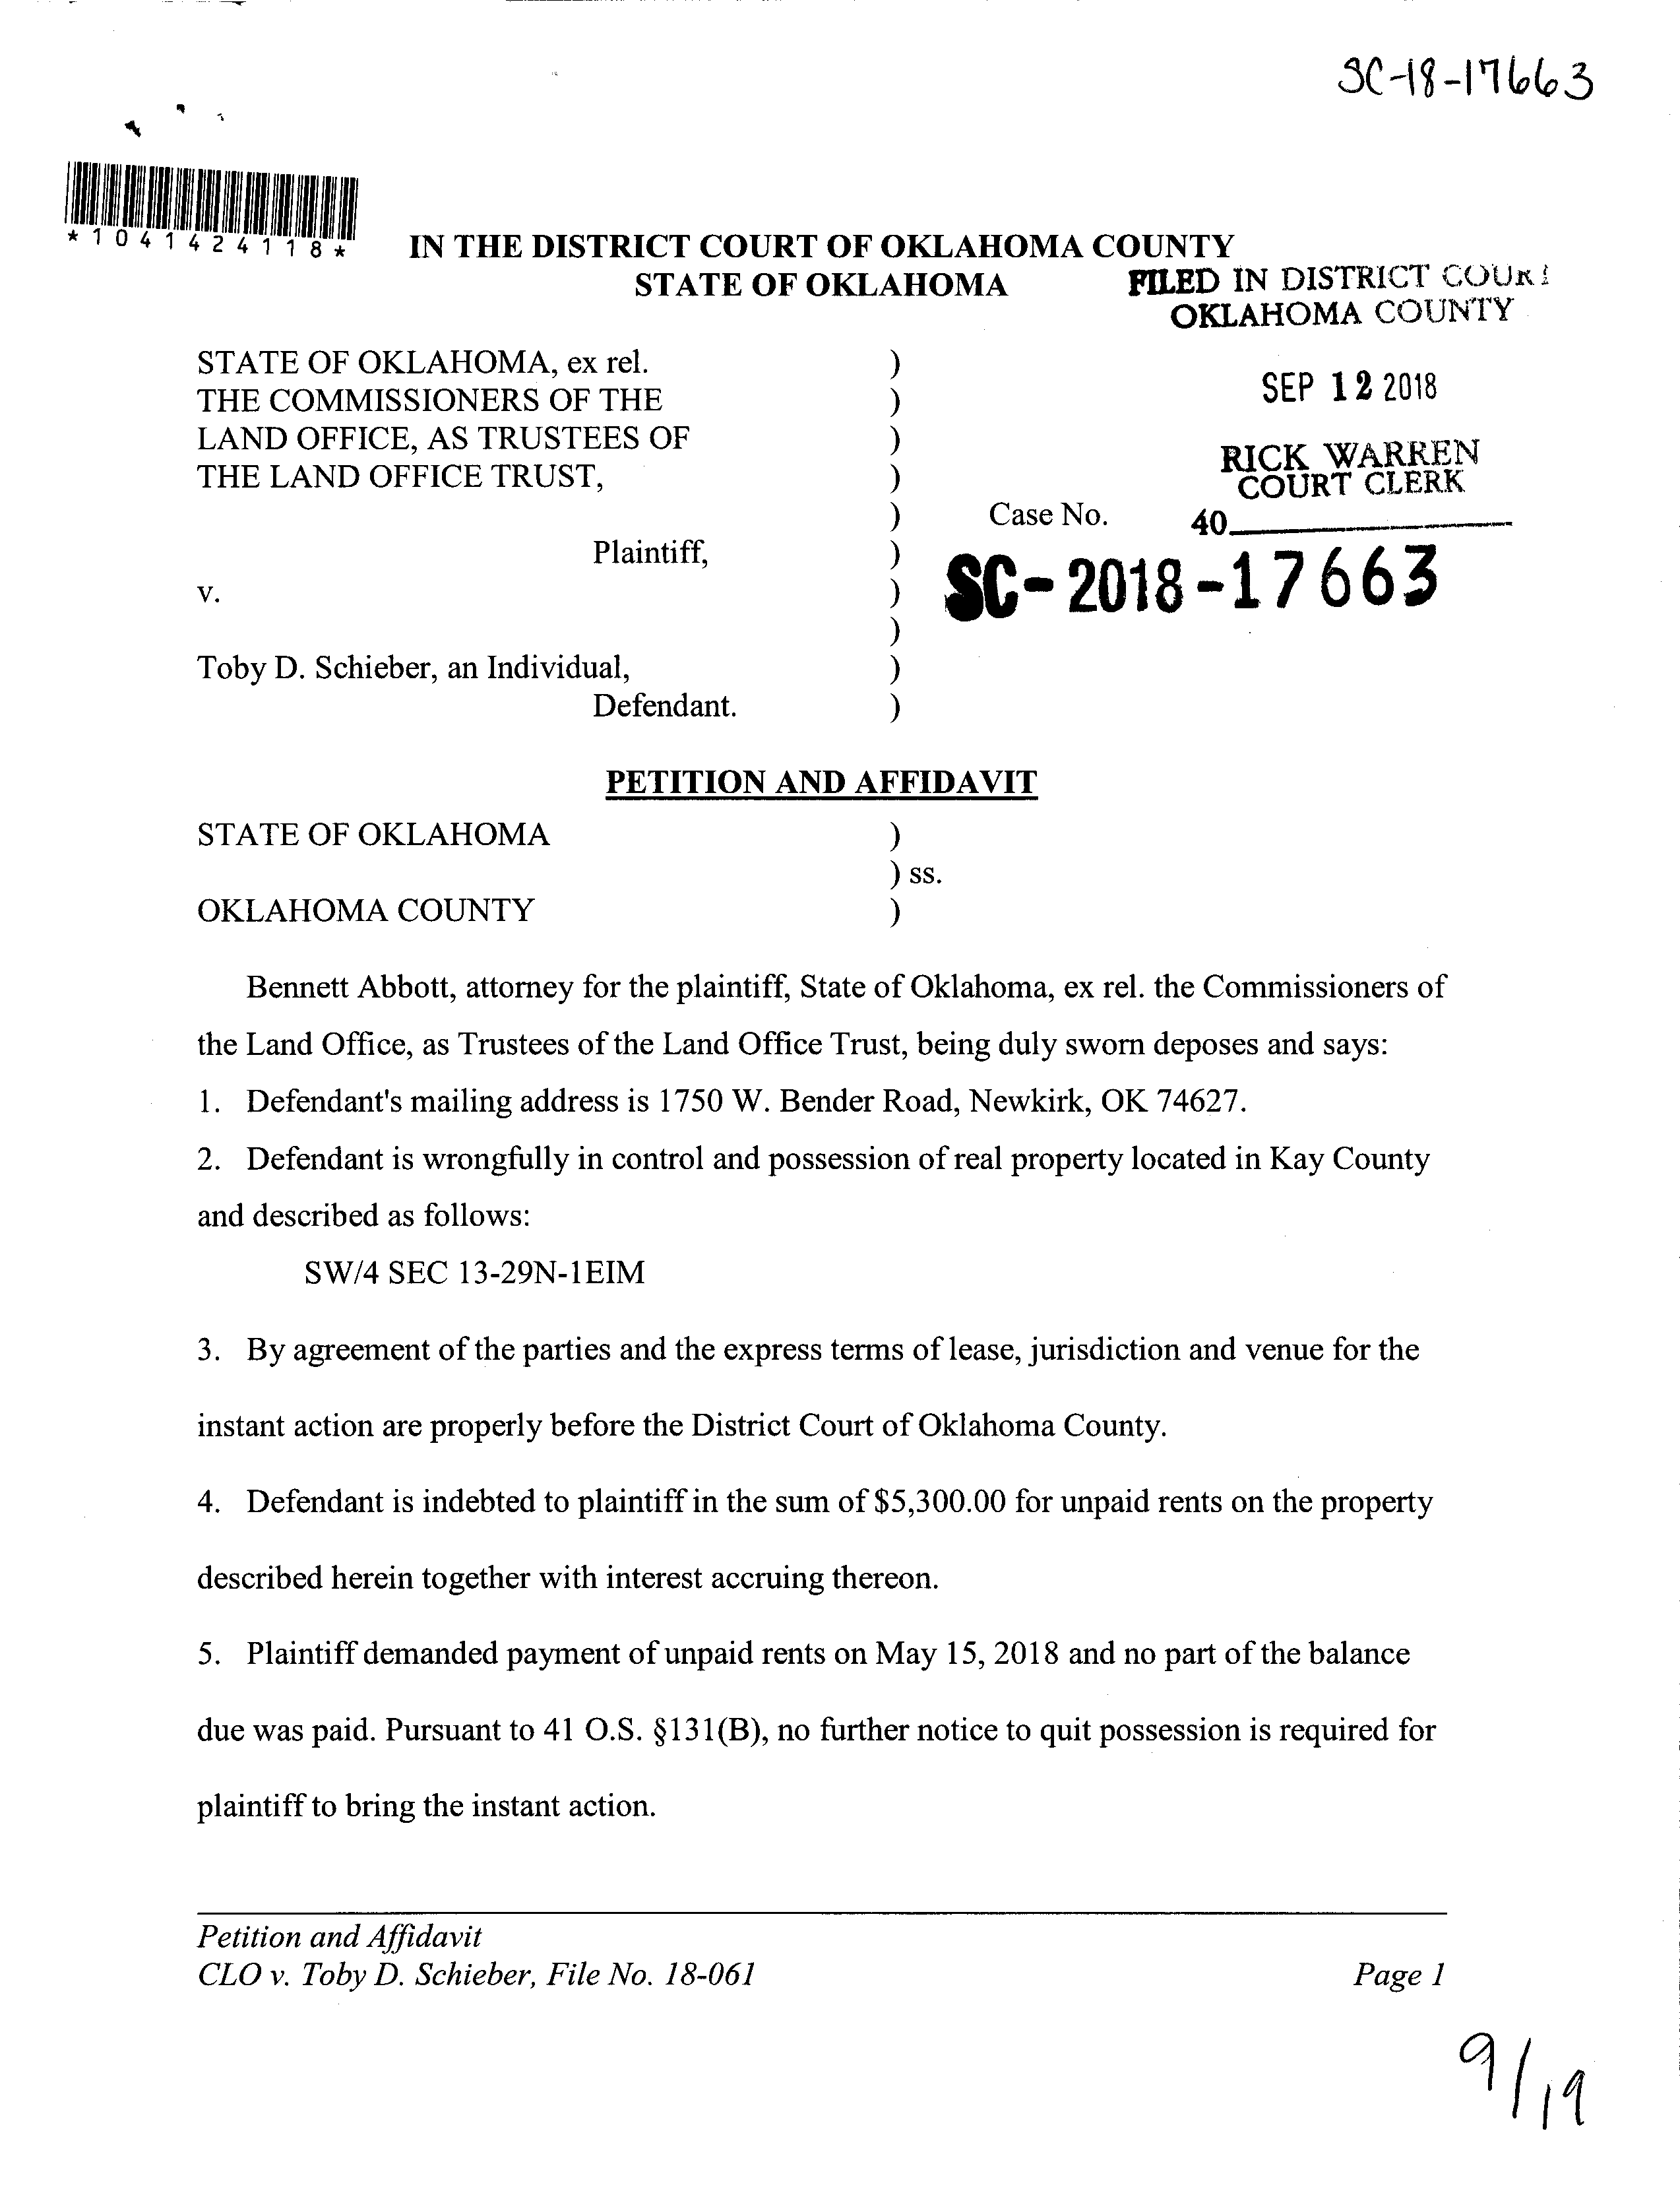 SC-18-17663
*1041424118*
IN THE DISTRICT COURT OF OKLAHOMA COUNTY
STATE OF OKLAHOMA
FILED IN DISTRICT COURT
OKLAHOMA COUNTY
STATE OF OKLAHOMA, ex rel. )
THE COMMISSIONERS OF THE )
SEP 12 2018
LAND OFFICE, AS TRUSTEES OF )
THE LAND OFFICE TRUST, )
RICK WARREN
COURT CLERK
) Case No. 40
Plaintiff, )
SC-2018-17663
v. )
)
Toby D. Schieber, an Individual, )
Defendant. )
PETITION AND AFFIDAVIT
STATE OF OKLAHOMA )
) ss.
OKLAHOMA COUNTY )
Bennett Abbott, attorney for the plaintiff, State of Oklahoma, ex rel. the Commissioners of
the Land Office, as Trustees of the Land Office Trust, being duly sworn deposes and says:
1. Defendant's mailing address is 1750 W. Bender Road, Newkirk, OK 74627.
2. Defendant is wrongfully in control and possession of real property located in Kay County
and described as follows:
SW/4 SEC 13-29N-1EIM
3. By agreement of the parties and the express terms of lease, jurisdiction and venue for the
instant action are properly before the District Court of Oklahoma County.
4. Defendant is indebted to plaintiff in the sum of $5,300.00 for unpaid rents on the property
described herein together with interest accruing thereon.
5. Plaintiff demanded payment of unpaid rents on May 15, 2018 and no part of the balance
due was paid. Pursuant to 41 O.S. §131(B), no further notice to quit possession is required for
plaintiff to bring the instant action.
Petition and Affidavit
CLO v. Toby D. Schieber, File No. 18-061
Page 1
9/19